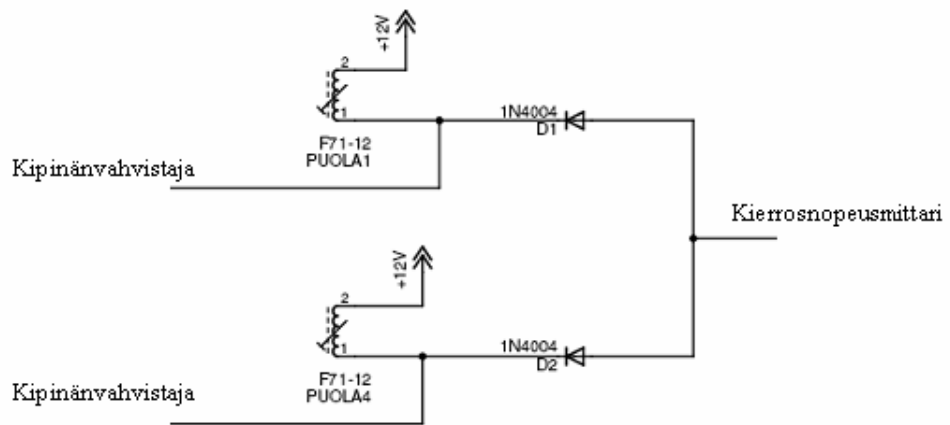 +12V
2
1
1N4004
D1
F71-12
PUOLA1
Kipinänvahvistaja
Kierrosnopeusmittari
+12V
2
1
1N4004
D2
F71-12
PUOLA4
Kipinänvahvistaja